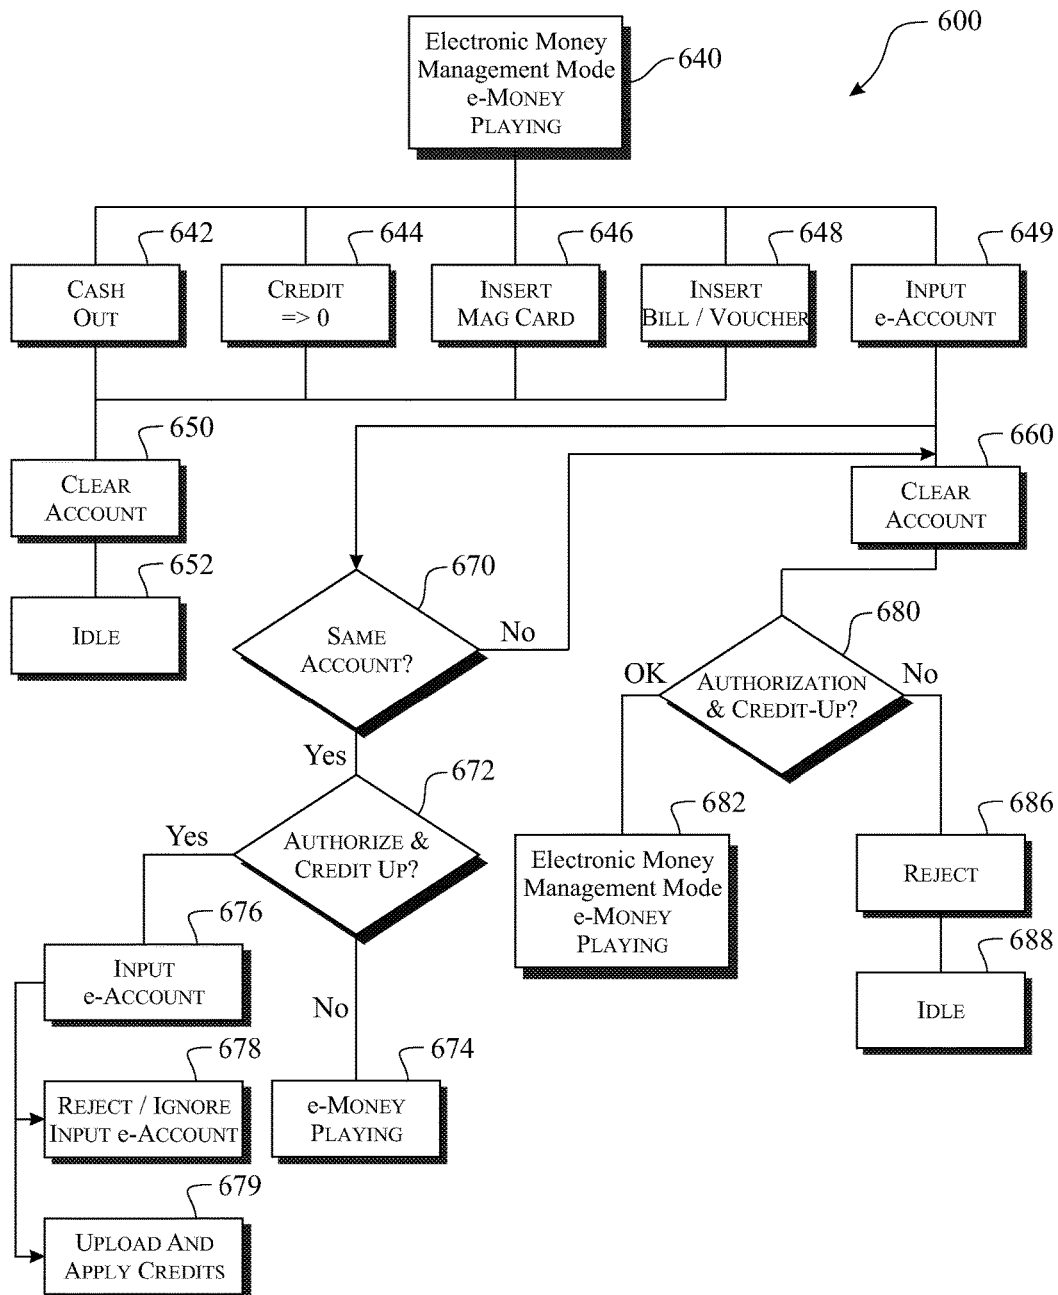 600
Electronic Money
Management Mode
e-MONEY
PLAYING
640
642
644
646
648
649
CASH
OUT
CREDIT
=> 0
INSERT
MAG CARD
INSERT
BILL / VOUCHER
INPUT
e-ACCOUNT
650
CLEAR
ACCOUNT
660
CLEAR
ACCOUNT
652
IDLE
670
SAME
ACCOUNT?
No
Yes
680
AUTHORIZATION
& CREDIT-UP?
OK
No
672
AUTHORIZE &
CREDIT UP?
Yes
No
682
Electronic Money
Management Mode
e-MONEY
PLAYING
686
REJECT
688
IDLE
676
INPUT
e-ACCOUNT
678
REJECT / IGNORE
INPUT e-ACCOUNT
674
e-MONEY
PLAYING
679
UPLOAD AND
APPLY CREDITS